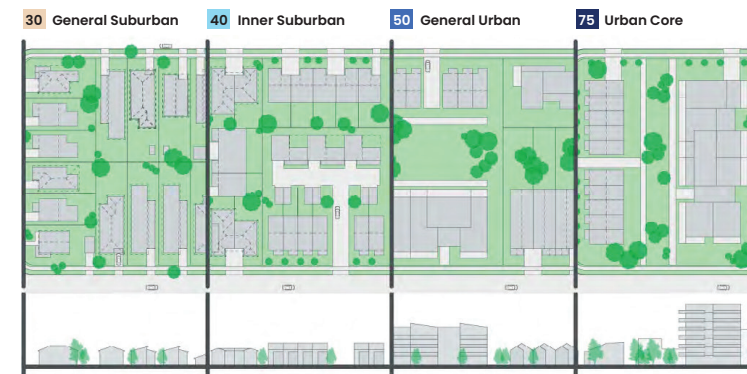 30 General Suburban
40 Inner Suburban
50 General Urban
75 Urban Core